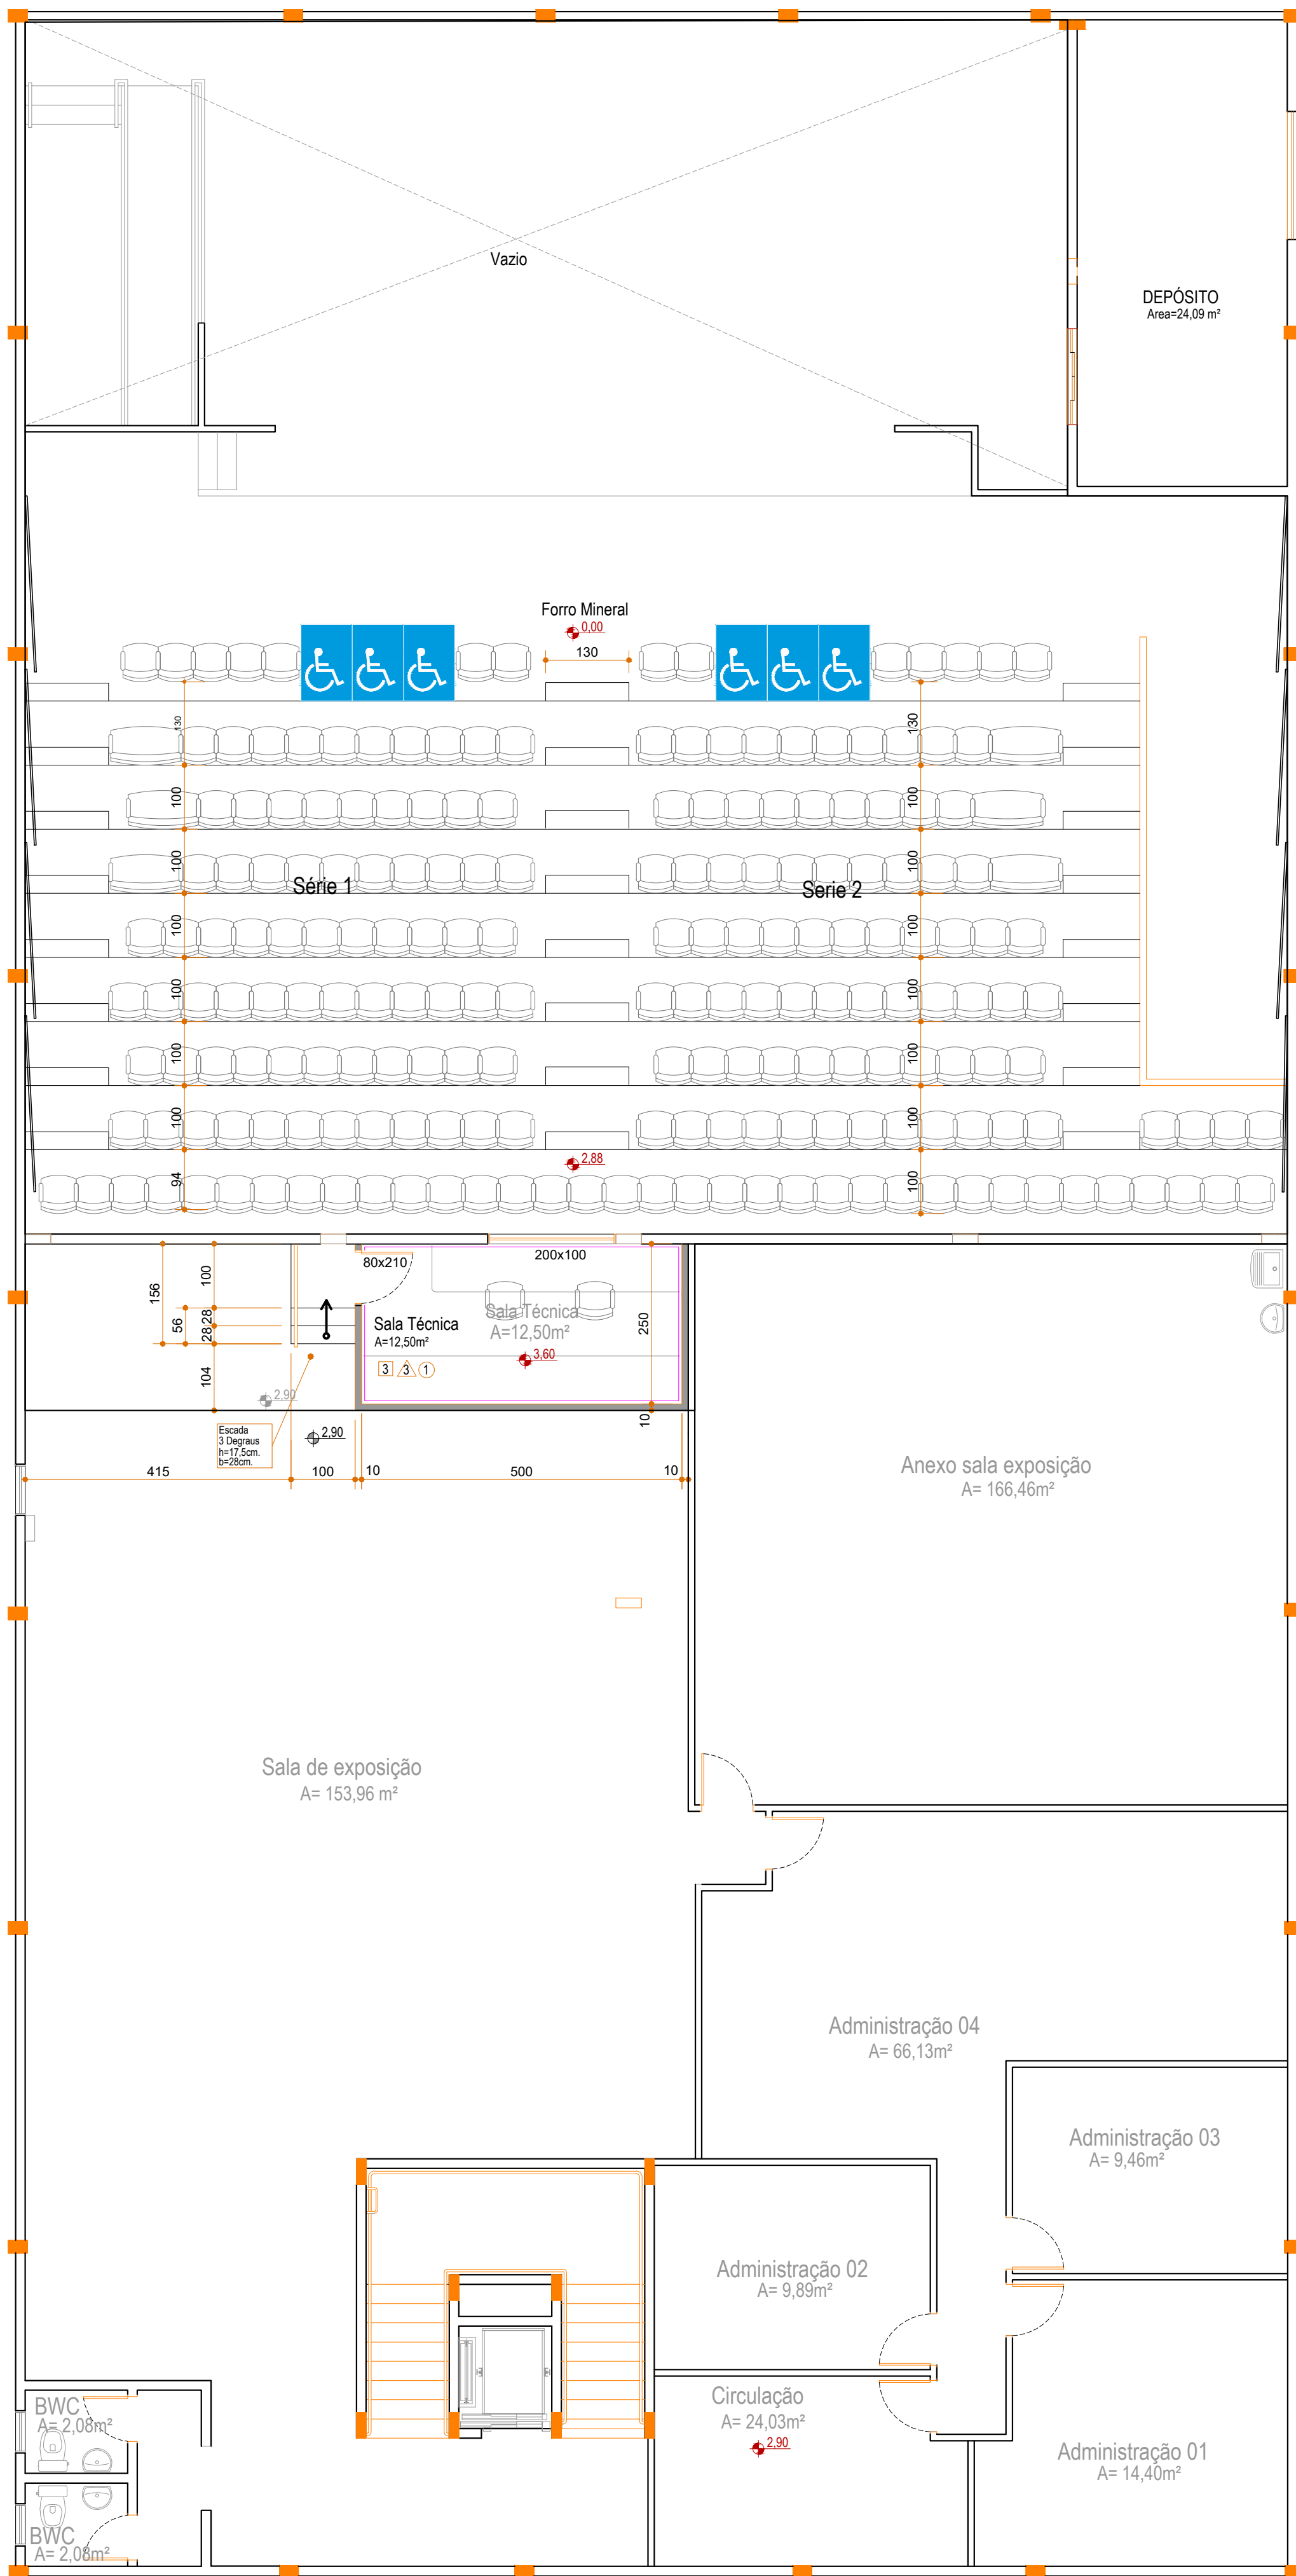 Vazio
DEPÓSITO
Area=24,09 m²
Forro Mineral
0.00
130
130
130
100
100
100
100
Série 1
Serie 2
100
100
100
100
100
100
100
100
2,88
94
100
80x210
200x100
156
100
56
28
28
104
250
Sala Técnica
A=12,50m²
Sala Técnica
A=12,50m²
3,60
3 3 1
2,90
10
Escada
3 Degraus
h=17,5cm.
b=28cm.
2,90
415
100
10
500
10
Anexo sala exposição
A= 166,46m²
Sala de exposição
A= 153,96 m²
Administração 04
A= 66,13m²
Administração 03
A= 9,46m²
Administração 02
A= 9,89m²
Circulação
A= 24,03m²
2,90
Administração 01
A= 14,40m²
BWC
A= 2,08m²
BWC
A= 2,08m²